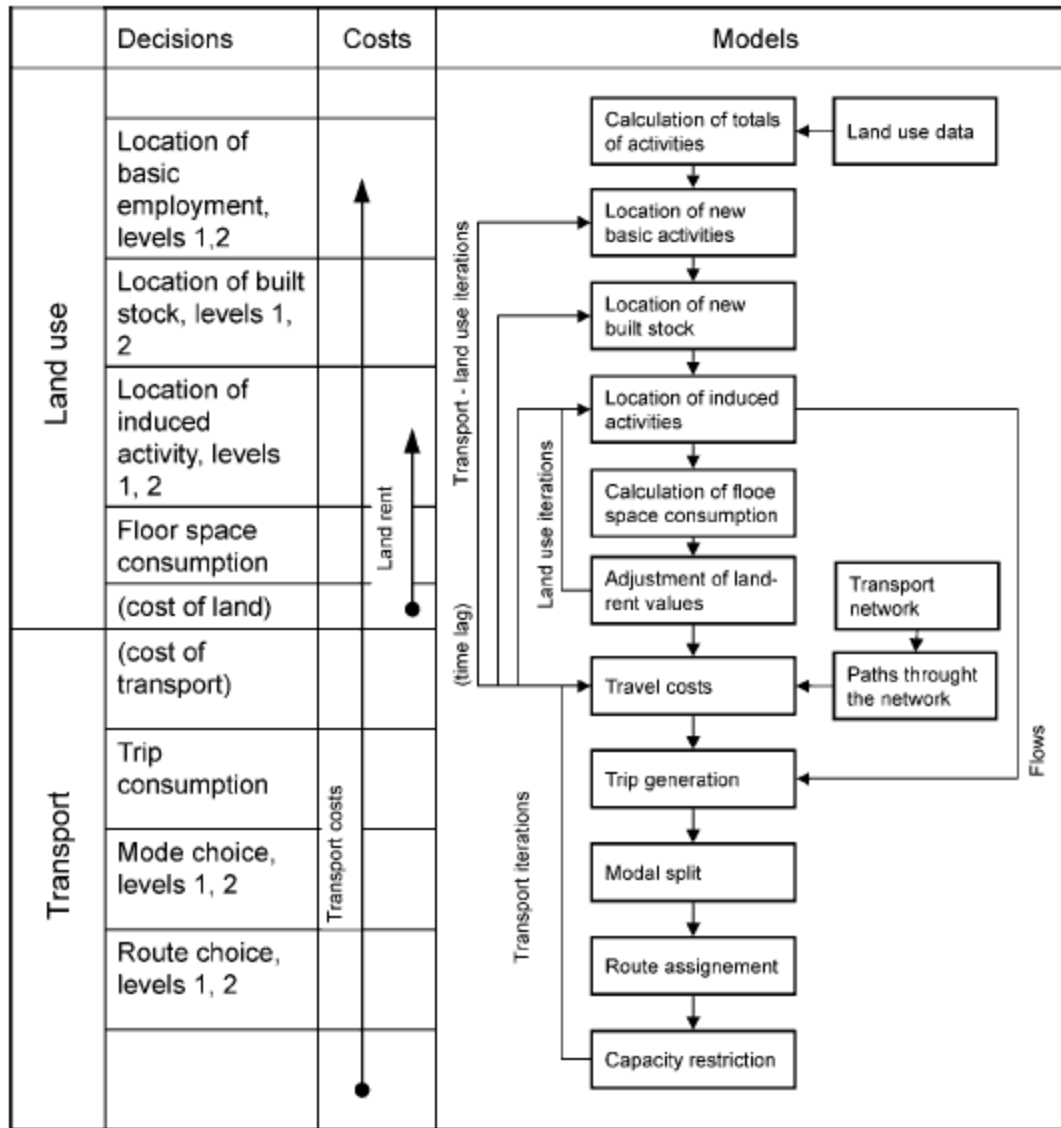 Decisions
Costs
Models
Land use
Location of
basic
employment,
levels 1,2
Location of built
stock, levels 1,
2
Location of
induced
activity, levels
1, 2
Floor space
consumption
(cost of land)
Transport
(cost of
transport)
Trip
consumption
Mode choice,
levels 1, 2
Route choice,
levels 1, 2
Land rent
Transport costs
Calculation of totals
of activities
Land use data
Location of new
basic activities
Location of new
built stock
Location of induced
activities
Calculation of flooe
space consumption
Adjustment of land-
rent values
Transport
network
Travel costs
Paths throught
the network
Trip generation
Modal split
Route assignement
Capacity restriction
Transport - land use iterations
(time lag)
Land use iterations
Transport iterations
Flows